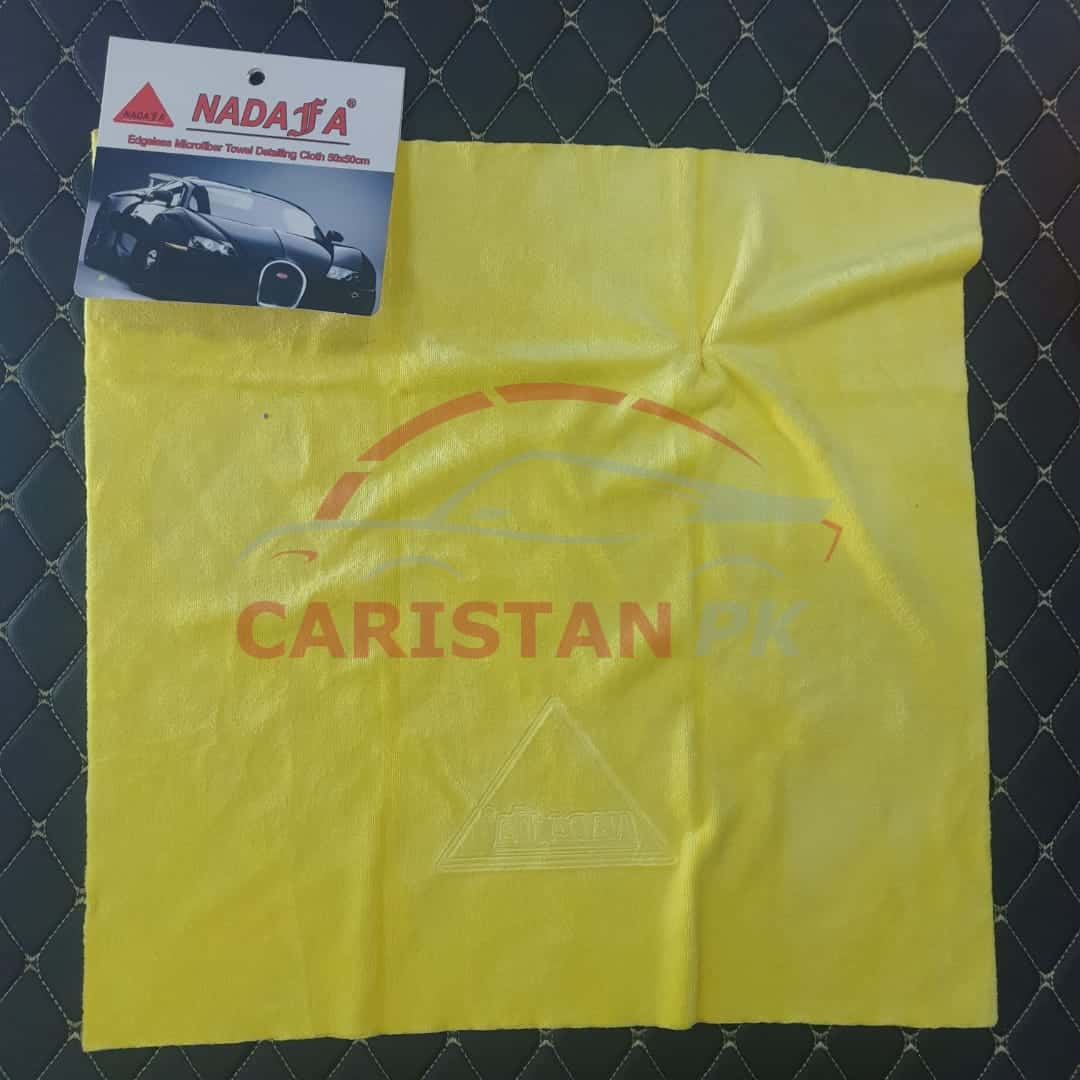 NADAFA®
NADAFA
Edgeless Microfiber Towel Detailing Cloth 50x50cm
CARISTAN PK